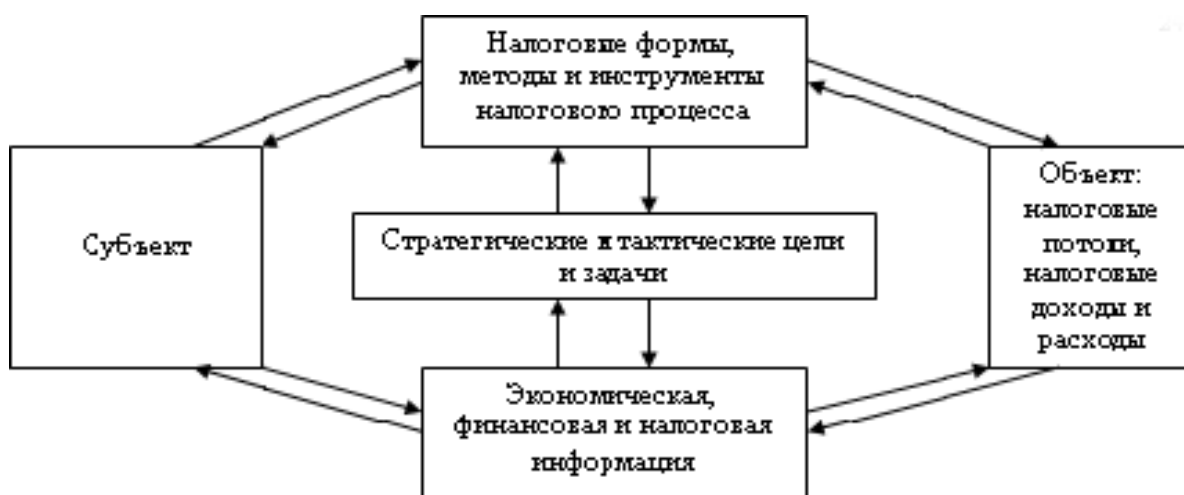 Налоговые формы,
методы и инструменты
налогового процесса
Субъект
Стратегические и тактические цели
и задачи
Объект:
налоговые
потоки,
налоговые
доходы и
расходы
Экономическая,
финансовая и налоговая
информация